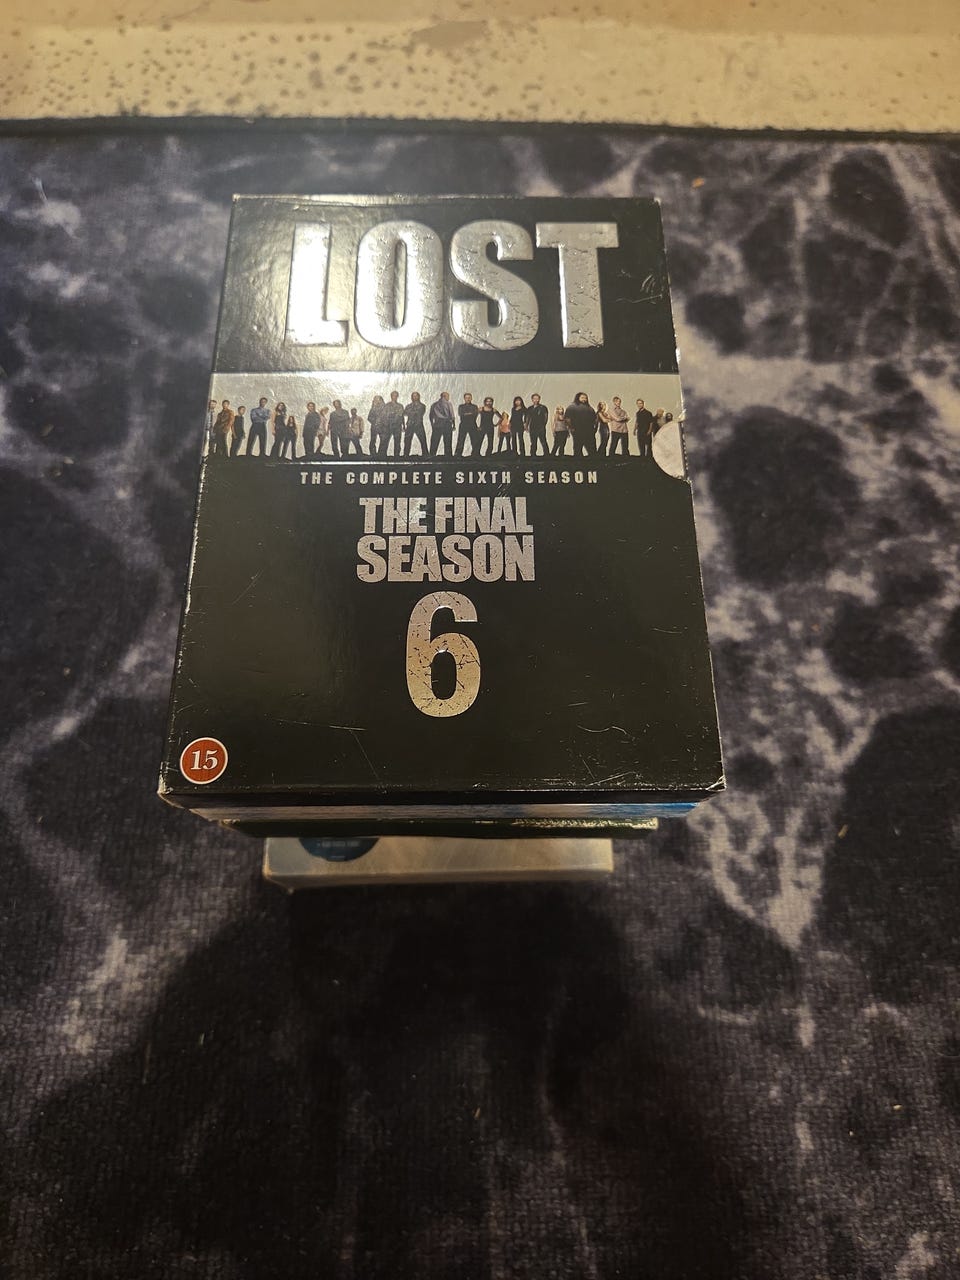 LOST
THE COMPLETE SIXTH SEASON
THE FINAL
SEASON
6
15